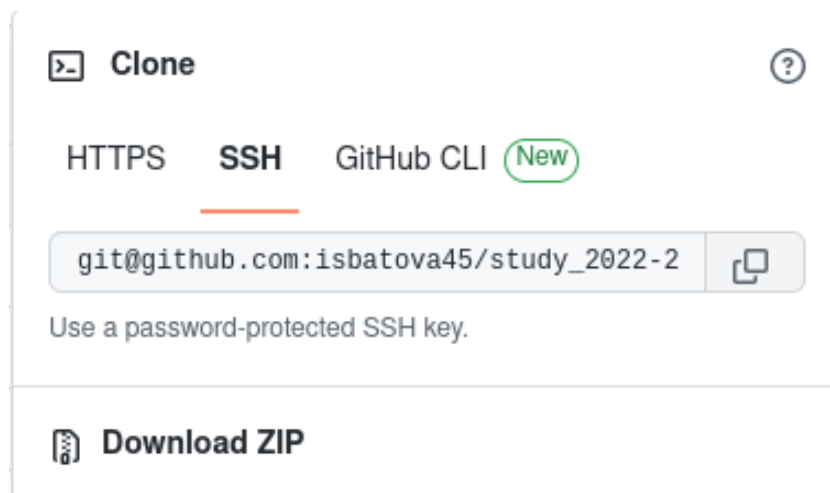 Clone
HTTPS SSH GitHub CLI New
git@github.com:isbatova45/study_2022-2
Use a password-protected SSH key.
Download ZIP